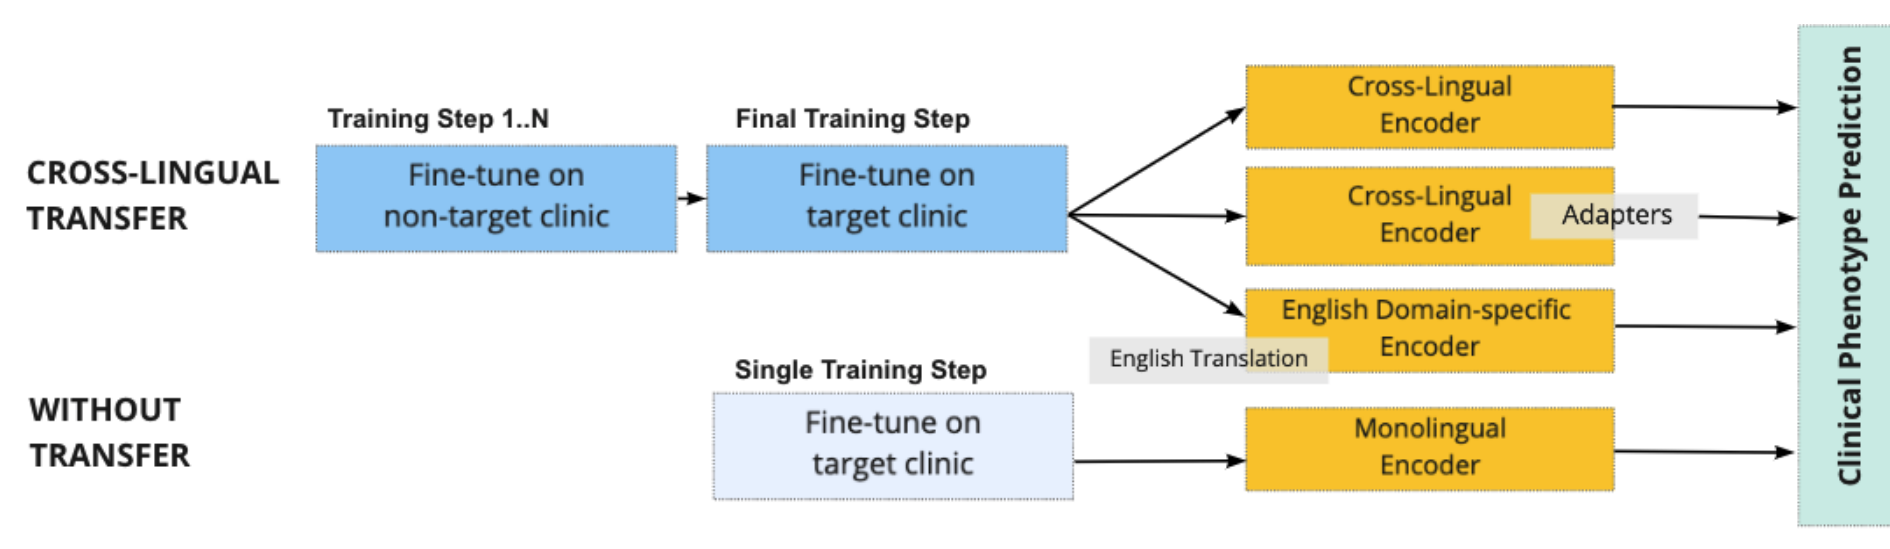 CROSS-LINGUAL
TRANSFER
Training Step 1..N
Fine-tune on
non-target clinic
Final Training Step
Fine-tune on
target clinic
Cross-Lingual
Encoder
Cross-Lingual
Encoder
Adapters
English Domain-specific
Encoder
English Translation
WITHOUT
TRANSFER
Single Training Step
Fine-tune on
target clinic
Monolingual
Encoder
Clinical Phenotype Prediction